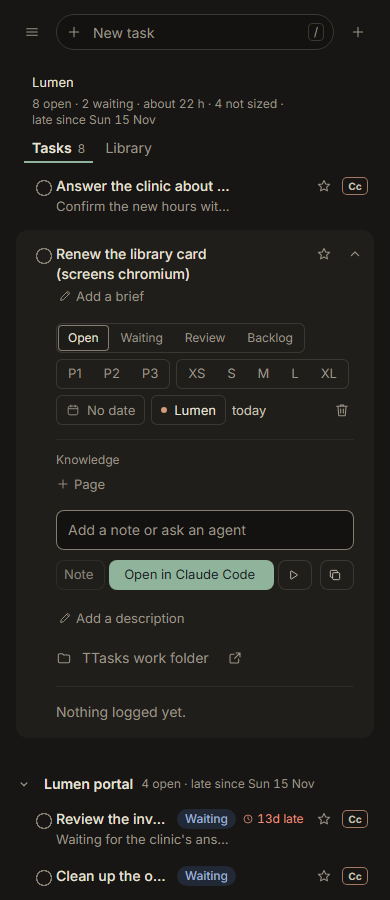 New task /
Lumen
8 open · 2 waiting · about 22 h · 4 not sized ·
late since Sun 15 Nov
Tasks 8 Library
Answer the clinic about ... Cc
Confirm the new hours wit...
Renew the library card
(screens chromium)
Add a brief
Open Waiting Review Backlog
P1 P2 P3 XS S M L XL
No date Lumen today
Knowledge
Page
Add a note or ask an agent
Note Open in Claude Code
Add a description
TTasks work folder
Nothing logged yet.
Lumen portal 4 open · late since Sun 15 Nov
Review the inv... Waiting 13d late Cc
Waiting for the clinic's ans...
Clean up the o... Waiting Cc